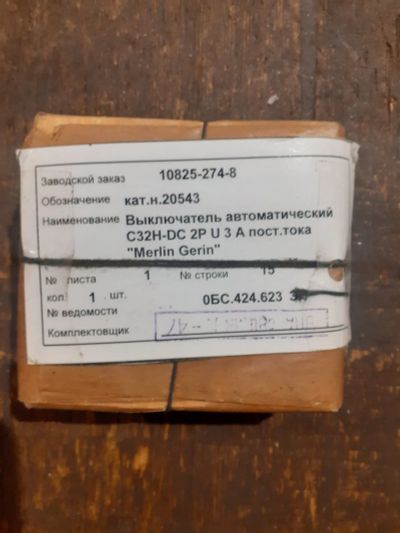 Заводской заказ 10825-274-8
Обозначение кат.н.20543
Наименование Выключатель автоматический
С32Н-DC 2P U 3 А пост.тока
"Merlin Gerin"
№ листа 1 № строки 15
кол. 1 шт. 0БС.424.623
№ ведомости
Комплектовщик